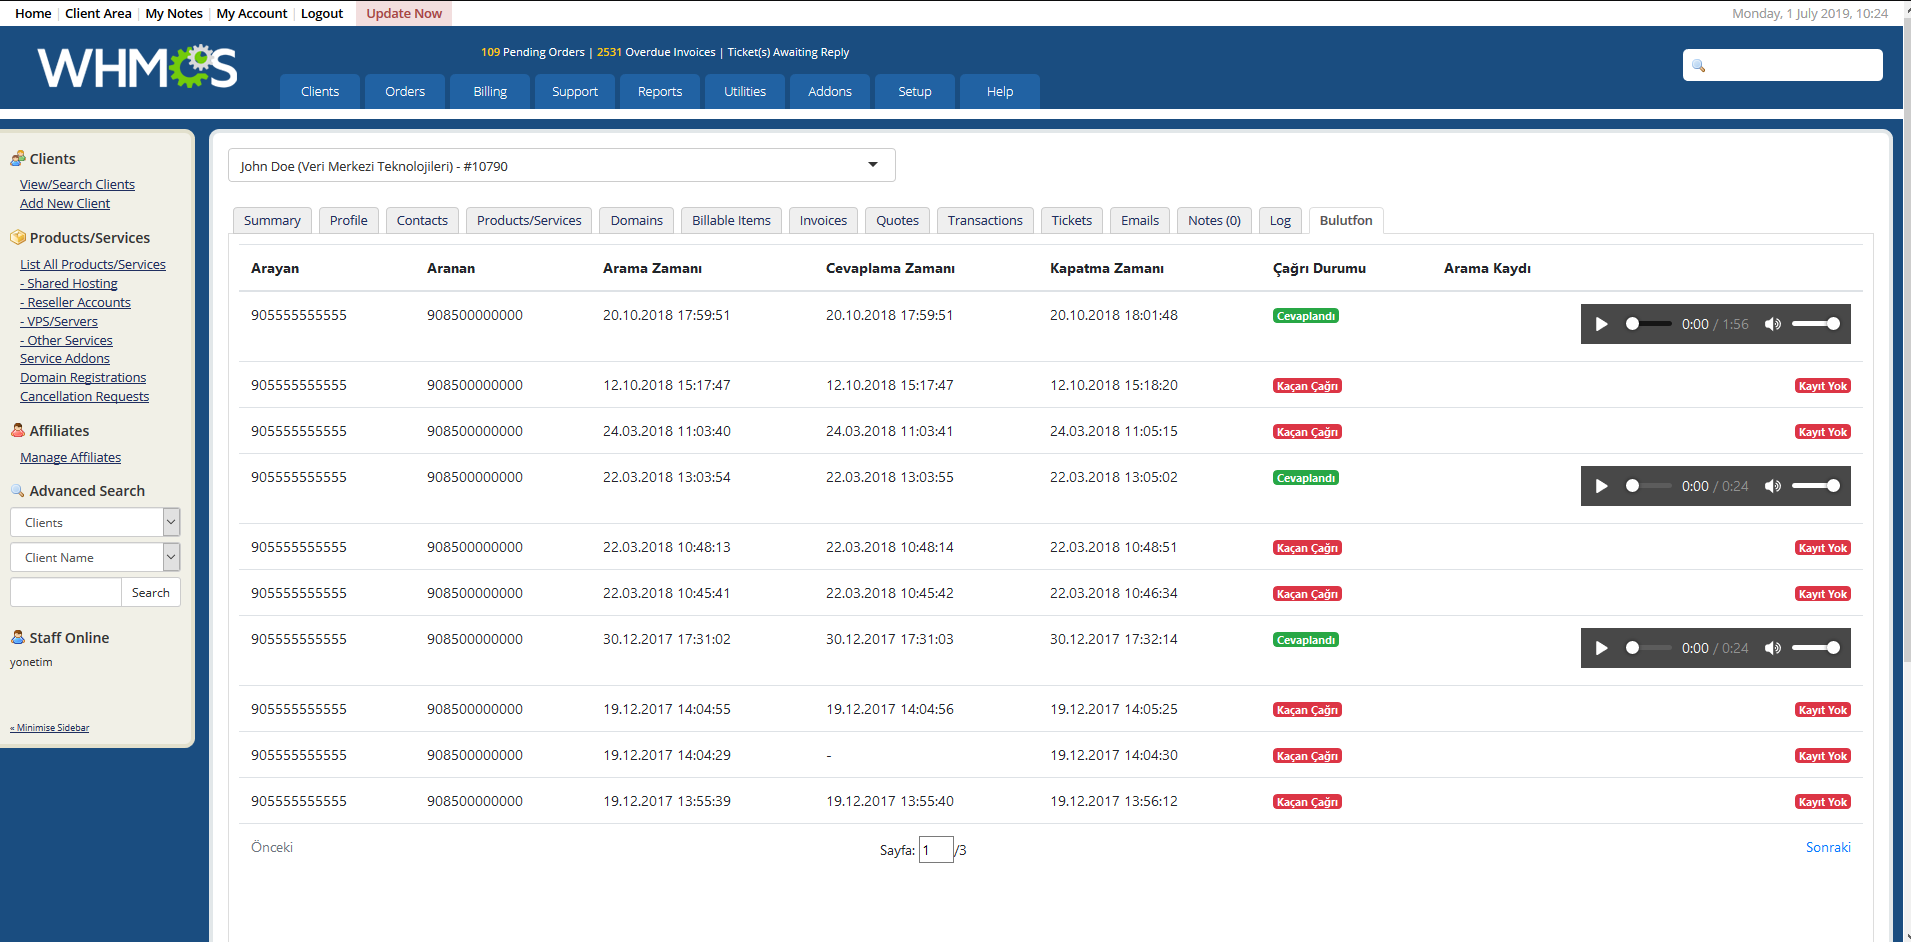 Home | Client Area | My Notes | My Account | Logout Update Now Monday, 1 July 2019, 10:24
WHMCS
109 Pending Orders | 2531 Overdue Invoices | Ticket(s) Awaiting Reply
Clients Orders Billing Support Reports Utilities Addons Setup Help
Clients
View/Search Clients
Add New Client
Products/Services
List All Products/Services
- Shared Hosting
- Reseller Accounts
- VPS/Servers
- Other Services
Service Addons
Domain Registrations
Cancellation Requests
Affiliates
Manage Affiliates
Advanced Search
Clients
Client Name
Search
Staff Online
yonetim
« Minimise Sidebar
John Doe (Veri Merkezi Teknolojileri) - #10790
Summary Profile Contacts Products/Services Domains Billable Items Invoices Quotes Transactions Tickets Emails Notes (0) Log Bulutfon
Arayan Aranan Arama Zamanı Cevaplama Zamanı Kapatma Zamanı Çağrı Durumu Arama Kaydı
905555555555 908500000000 20.10.2018 17:59:51 20.10.2018 17:59:51 20.10.2018 18:01:48 Cevaplandı 0:00 / 1:56
905555555555 908500000000 12.10.2018 15:17:47 12.10.2018 15:17:47 12.10.2018 15:18:20 Kaçan Çağrı Kayıt Yok
905555555555 908500000000 24.03.2018 11:03:40 24.03.2018 11:03:41 24.03.2018 11:05:15 Kaçan Çağrı Kayıt Yok
905555555555 908500000000 22.03.2018 13:03:54 22.03.2018 13:03:55 22.03.2018 13:05:02 Cevaplandı 0:00 / 0:24
905555555555 908500000000 22.03.2018 10:48:13 22.03.2018 10:48:14 22.03.2018 10:48:51 Kaçan Çağrı Kayıt Yok
905555555555 908500000000 22.03.2018 10:45:41 22.03.2018 10:45:42 22.03.2018 10:46:34 Kaçan Çağrı Kayıt Yok
905555555555 908500000000 30.12.2017 17:31:02 30.12.2017 17:31:03 30.12.2017 17:32:14 Cevaplandı 0:00 / 0:24
905555555555 908500000000 19.12.2017 14:04:55 19.12.2017 14:04:56 19.12.2017 14:05:25 Kaçan Çağrı Kayıt Yok
905555555555 908500000000 19.12.2017 14:04:29 - 19.12.2017 14:04:30 Kaçan Çağrı Kayıt Yok
905555555555 908500000000 19.12.2017 13:55:39 19.12.2017 13:55:40 19.12.2017 13:56:12 Kaçan Çağrı Kayıt Yok
Önceki Sayfa: 1 /3 Sonraki